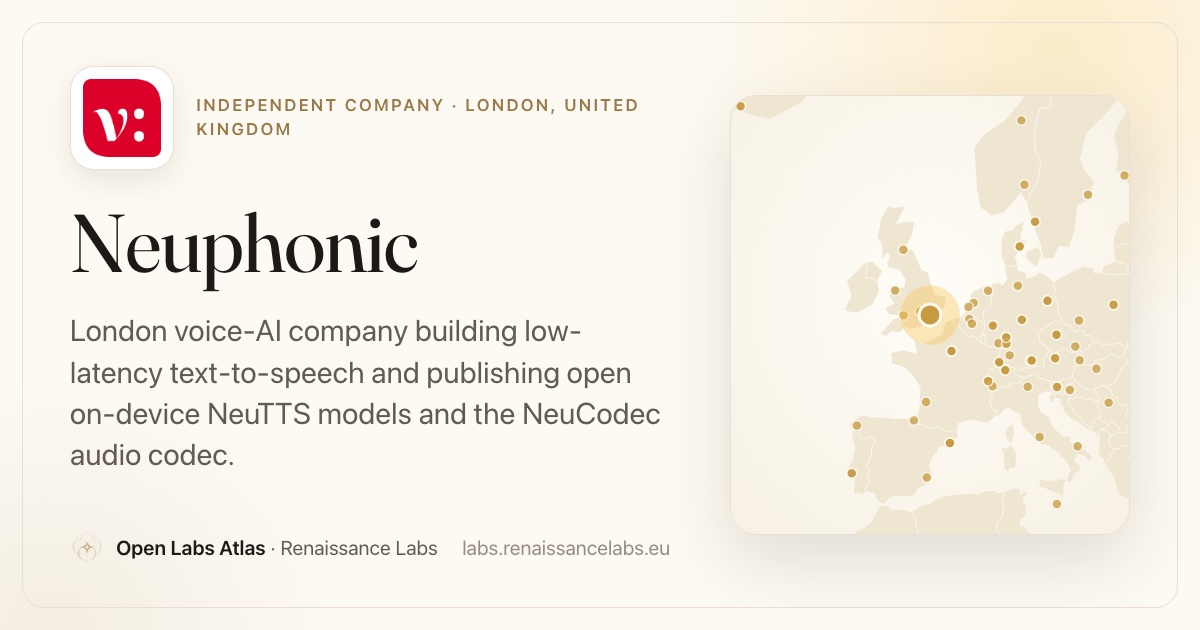 v:
INDEPENDENT COMPANY · LONDON, UNITED
KINGDOM
Neuphonic
London voice-AI company building low-
latency text-to-speech and publishing open
on-device NeuTTS models and the NeuCodec
audio codec.
Open Labs Atlas · Renaissance Labs labs.renaissancelabs.eu